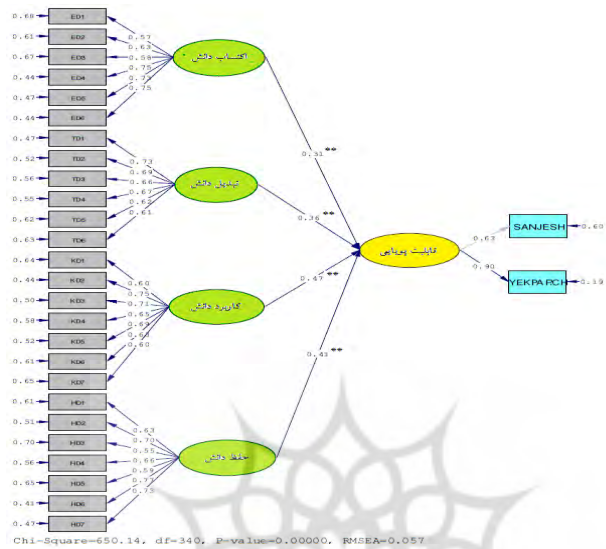 0.68 ED1
0.61 ED2
0.67 ED3
0.44 ED4
0.47 ED5
0.44 ED6
0.57
0.63
0.58
0.75
0.73
0.75
اکتساب دانش
0.47 TD1
0.52 TD2
0.56 TD3
0.55 TD4
0.62 TD5
0.63 TD6
0.73
0.69
0.66
0.67
0.62
0.61
تبدیل دانش
0.64 KD1
0.44 KD2
0.50 KD3
0.58 KD4
0.52 KD5
0.61 KD6
0.65 KD7
0.60
0.75
0.71
0.65
0.69
0.60
کاربرد دانش
0.61 HD1
0.51 HD2
0.70 HD3
0.56 HD4
0.65 HD5
0.41 HD6
0.47 HD7
0.63
0.70
0.55
0.66
0.59
0.77
0.73
حفظ دانش
**
0.36 **
0.47 **
0.41 **
قابلیت پویایی
0.63
0.90
SANJESH 0.60
YEKPARCH 0.19
Chi-Square=650.14, df=340, P-value=0.00000, RMSEA=0.057